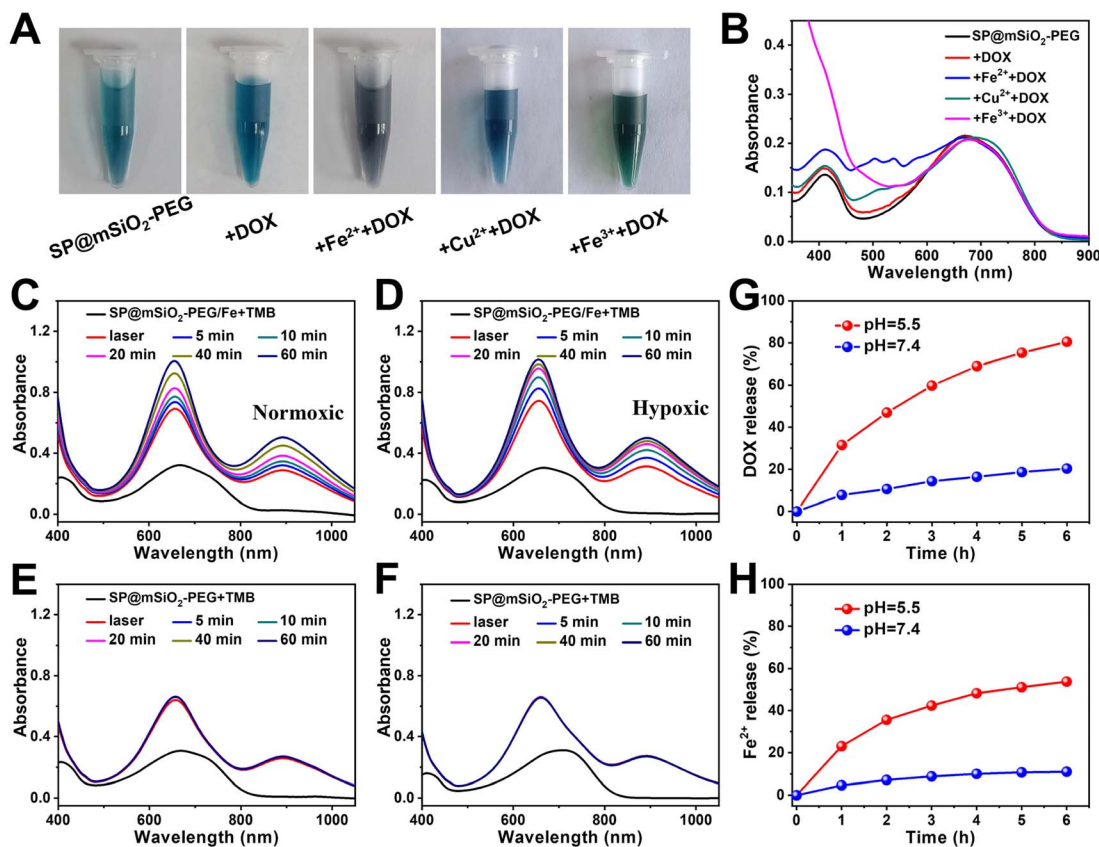 A
SP@mSiO₂-PEG
+DOX
+Fe²⁺+DOX
+Cu²⁺+DOX
+Fe³⁺+DOX
B
SP@mSiO₂-PEG
+DOX
+Fe²⁺+DOX
+Cu²⁺+DOX
+Fe³⁺+DOX
Absorbance
0.4
0.3
0.2
0.1
0.0
400 500 600 700 800 900
Wavelength (nm)
C
SP@mSiO₂-PEG/Fe+TMB
laser 5 min 10 min
20 min 40 min 60 min
Normoxic
Absorbance
1.2
0.8
0.4
0.0
400 600 800 1000
Wavelength (nm)
D
SP@mSiO₂-PEG/Fe+TMB
laser 5 min 10 min
20 min 40 min 60 min
Hypoxic
Absorbance
1.2
0.8
0.4
0.0
400 600 800 1000
Wavelength (nm)
G
pH=5.5
pH=7.4
DOX release (%)
100
80
60
40
20
0
0 1 2 3 4 5 6
Time (h)
E
SP@mSiO₂-PEG+TMB
laser 5 min 10 min
20 min 40 min 60 min
Absorbance
1.2
0.8
0.4
0.0
400 600 800 1000
Wavelength (nm)
F
SP@mSiO₂-PEG+TMB
laser 5 min 10 min
20 min 40 min 60 min
Absorbance
1.2
0.8
0.4
0.0
400 600 800 1000
Wavelength (nm)
H
pH=5.5
pH=7.4
Fe²⁺ release (%)
100
80
60
40
20
0
0 1 2 3 4 5 6
Time (h)